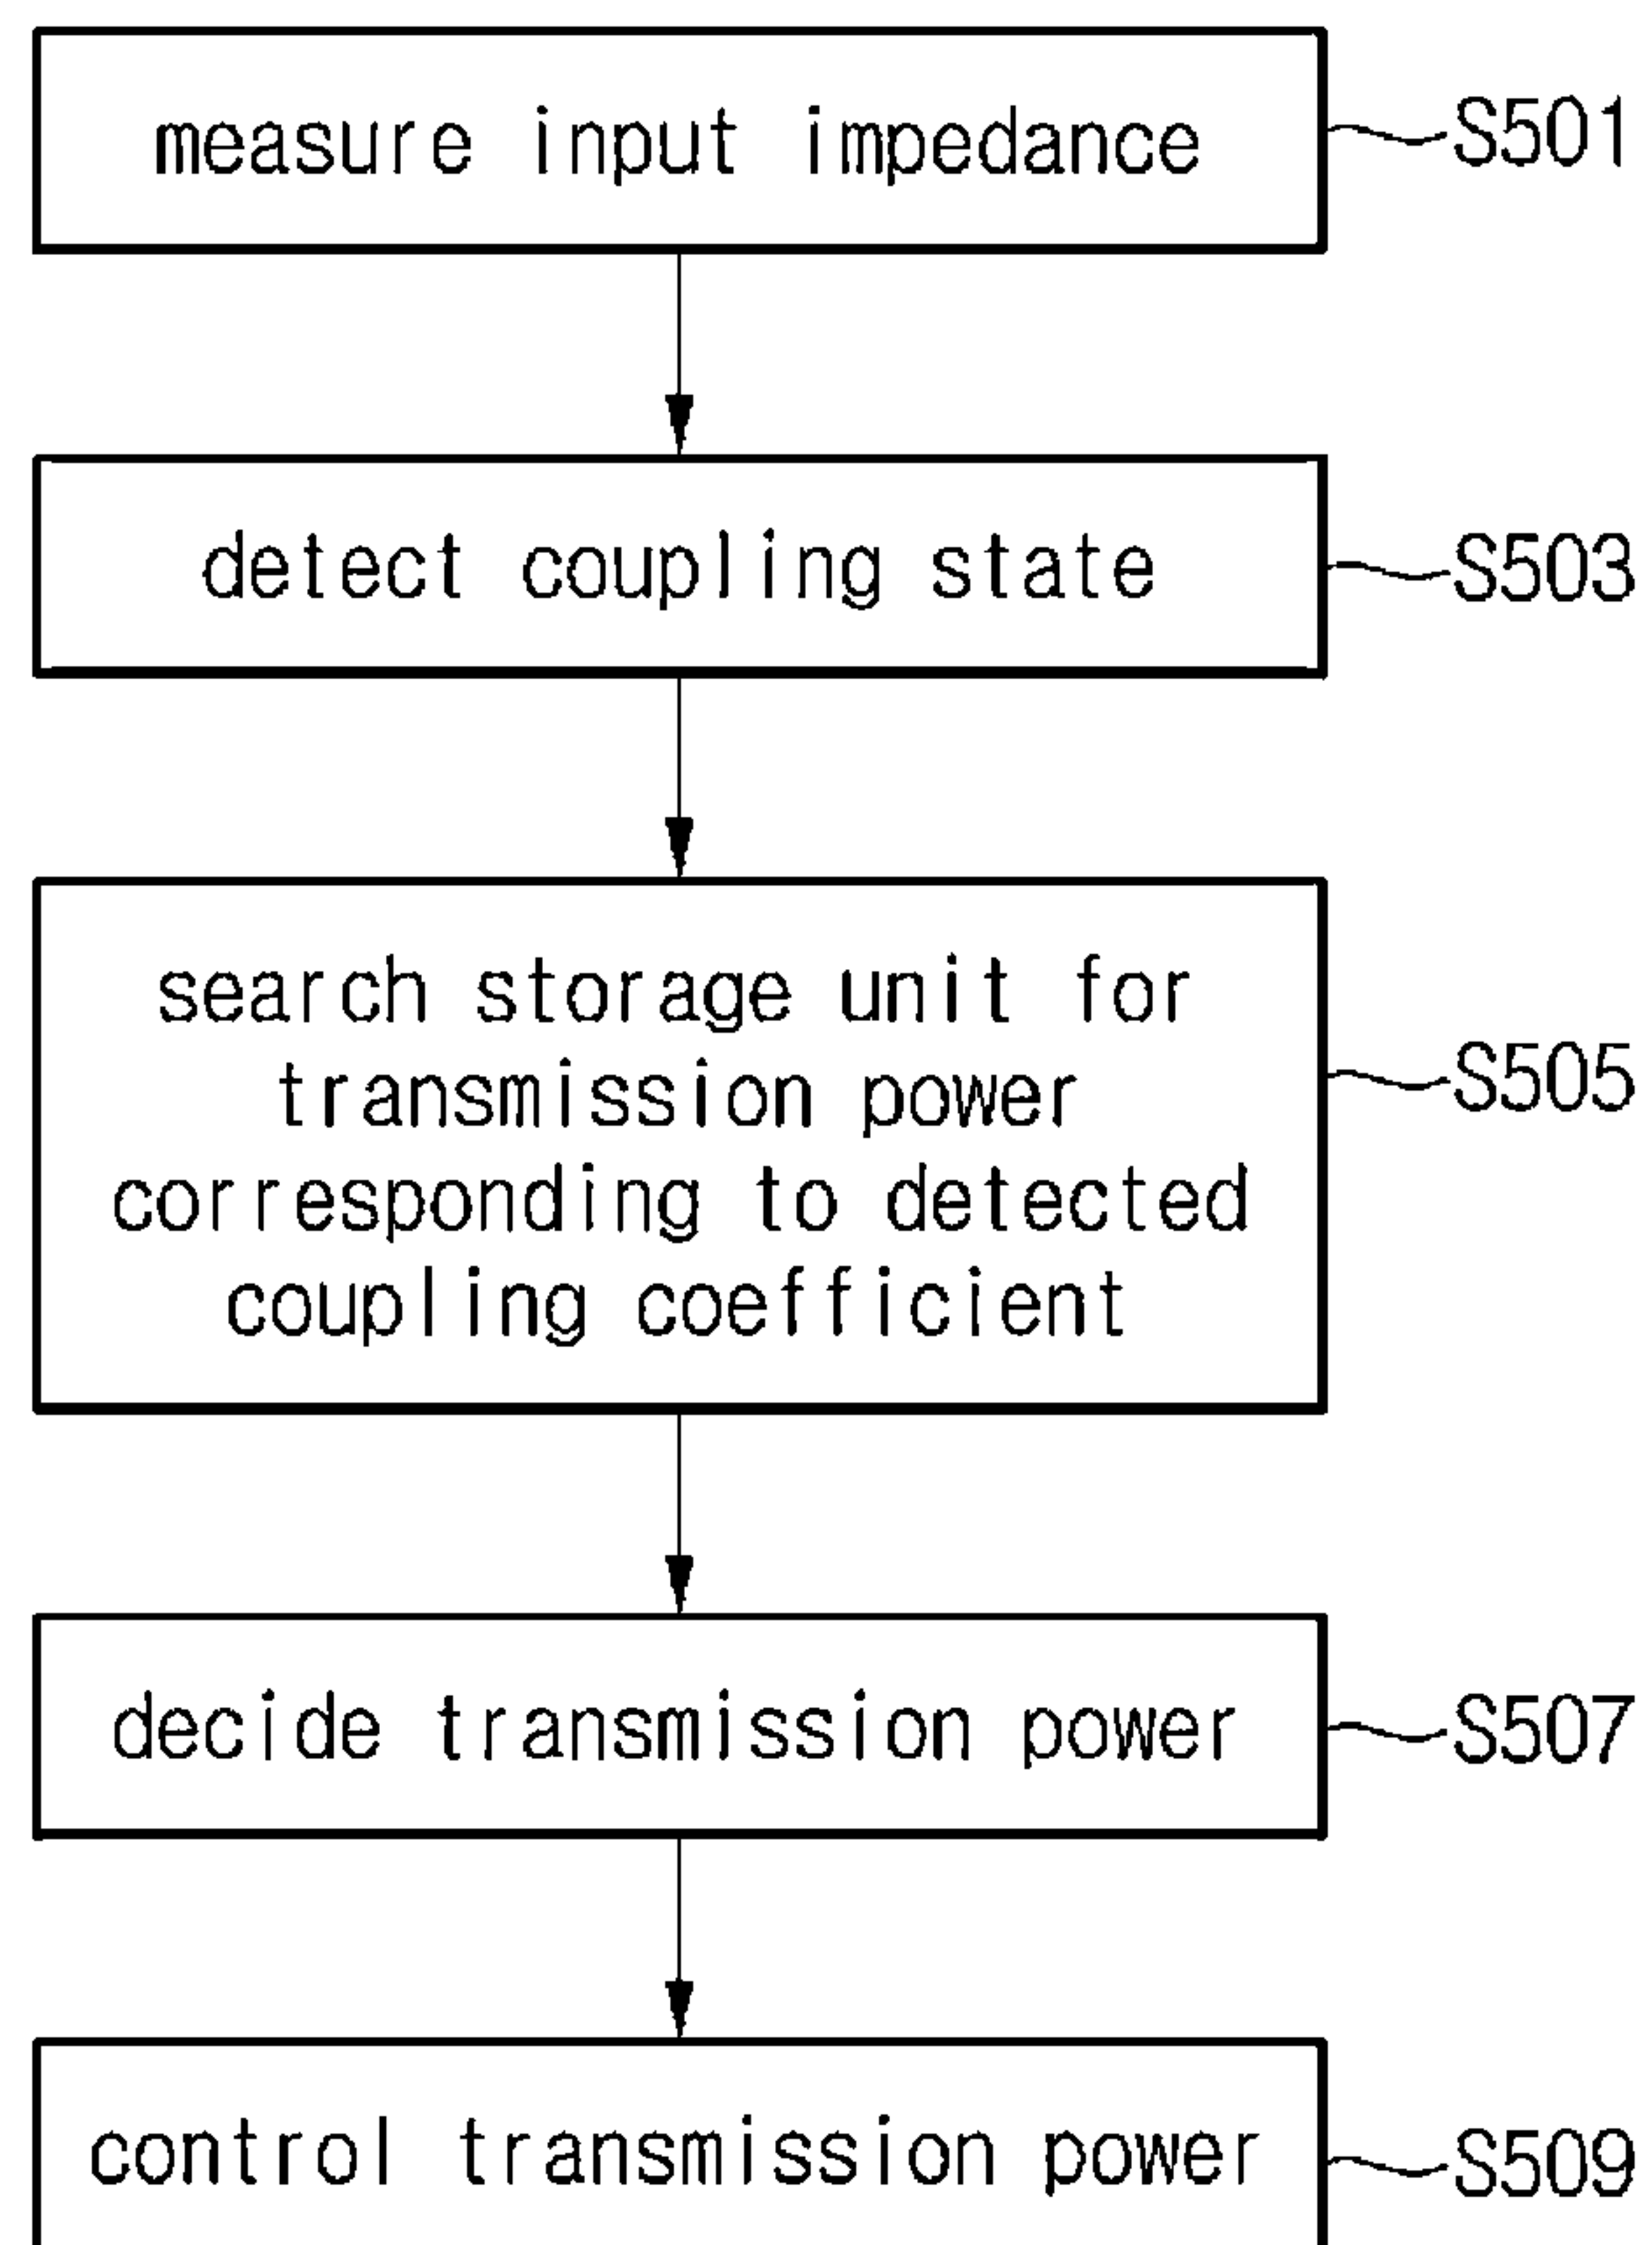 measure input impedance
S501
detect coupling state
S503
search storage unit for
transmission power
corresponding to detected
coupling coefficient
S505
decide transmission power
S507
control transmission power
S509